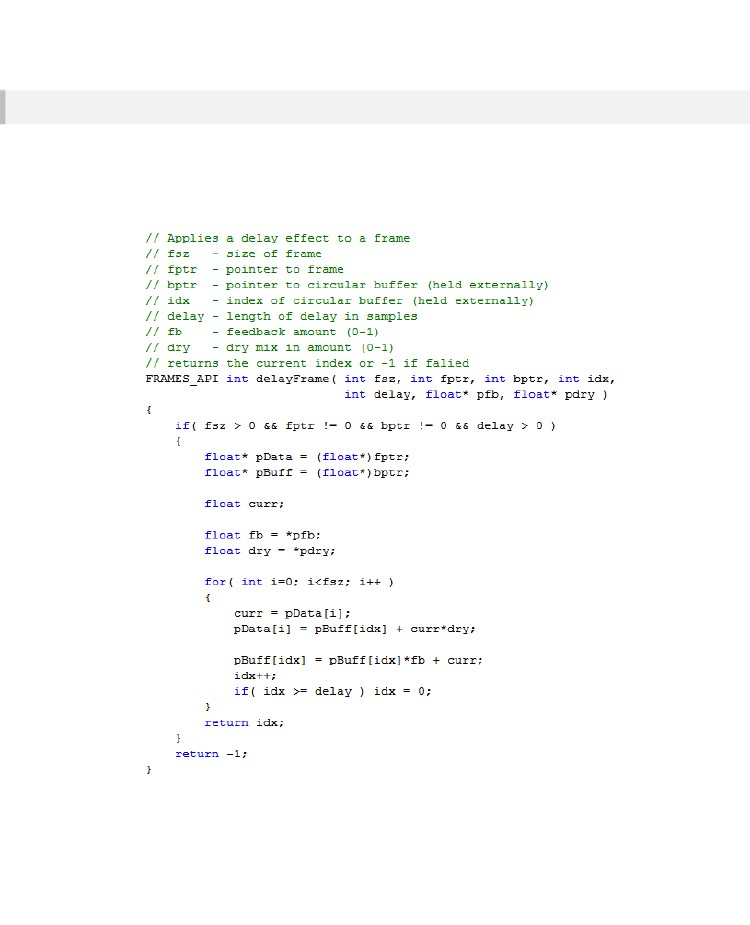 // Applies a delay effect to a frame
// fsz   - size of frame
// fptr  - pointer to frame
// bptr  - pointer to circular buffer (held externally)
// idx   - index of circular buffer (held externally)
// delay - length of delay in samples
// fb    - feedback amount (0-1)
// dry   - dry mix in amount (0-1)
// returns the current index or -1 if falied
FRAMES_API int delayFrame( int fsz, int fptr, int bptr, int idx,
                           int delay, float* pfb, float* pdry )
{
    if( fsz > 0 && fptr != 0 && bptr != 0 && delay > 0 )
    {
        float* pData = (float*)fptr;
        float* pBuff = (float*)bptr;

        float curr;

        float fb = *pfb;
        float dry = *pdry;

        for( int i=0; i<fsz; i++ )
        {
            curr = pData[i];
            pData[i] = pBuff[idx] + curr*dry;

            pBuff[idx] = pBuff[idx]*fb + curr;
            idx++;
            if( idx >= delay ) idx = 0;
        }
        return idx;
    }
    return -1;
}